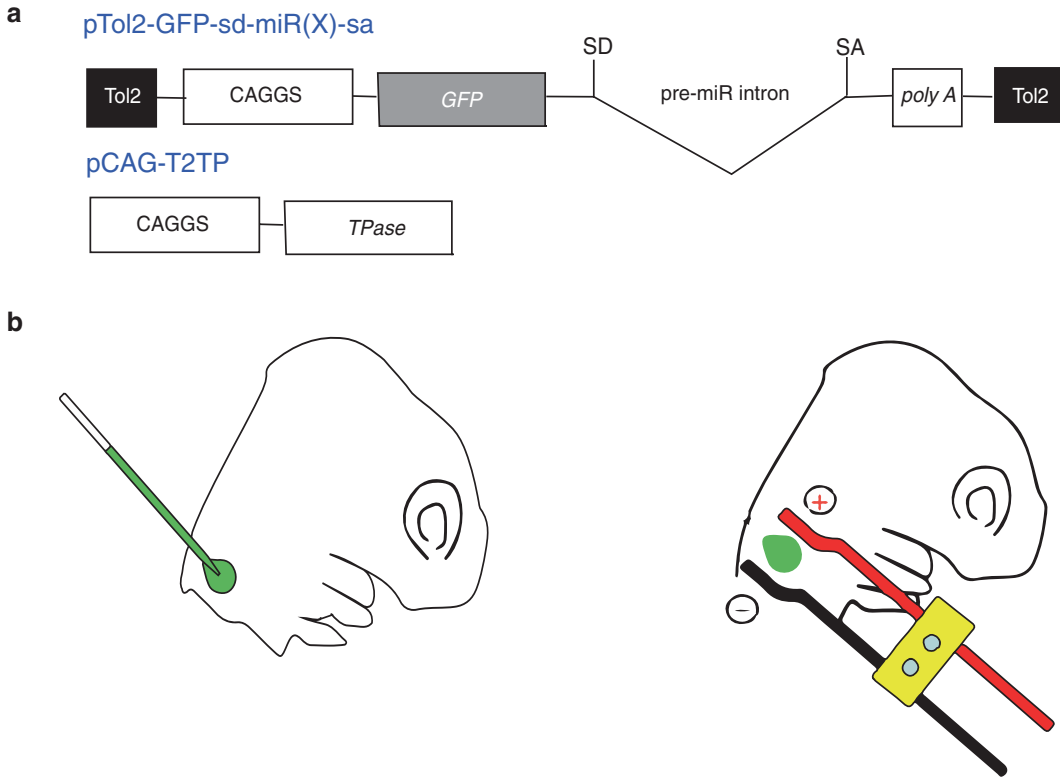 a
pTol2-GFP-sd-miR(X)-sa
SD
SA
Tol2
CAGGS
GFP
pre-miR intron
poly A
Tol2
pCAG-T2TP
CAGGS
TPase
b
+
−